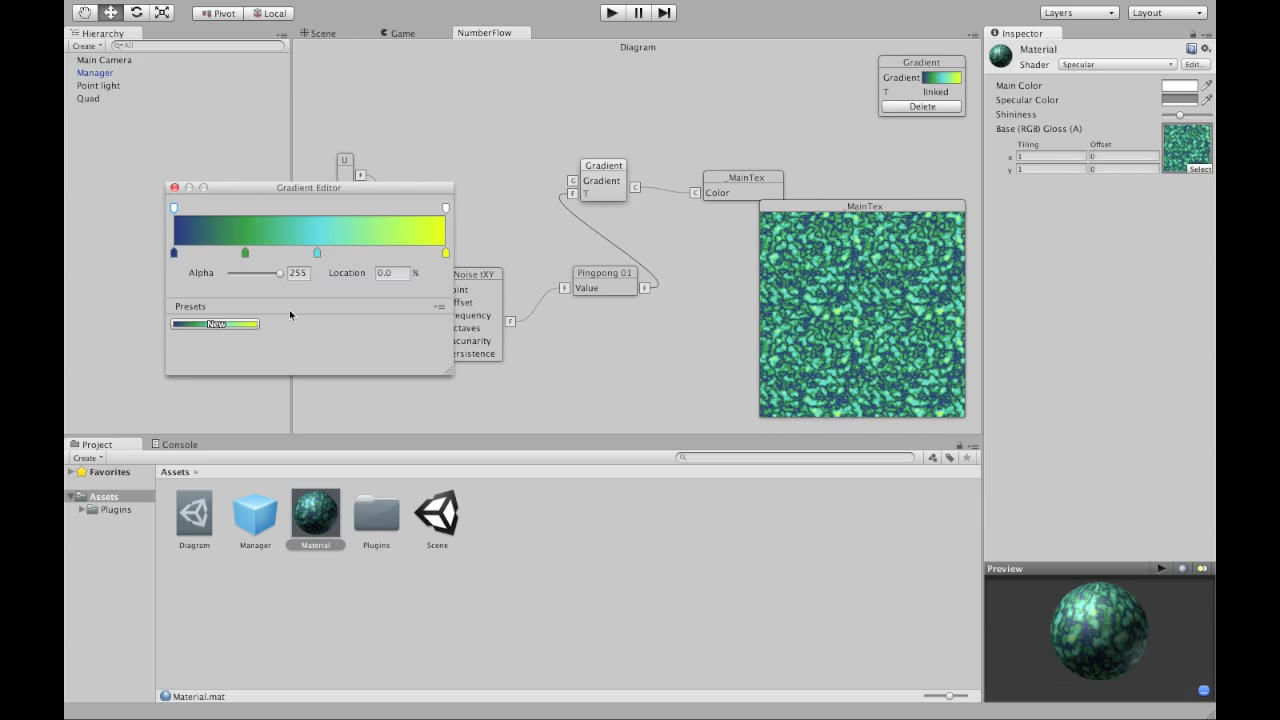 Pivot
Local
Layers
Layout
Hierarchy
Create
All
Main Camera
Manager
Point light
Quad
Scene
Game
NumberFlow
Diagram
U
F
Gradient
Gradient
T
linked
Delete
Gradient
G
Gradient
C
F
T
_MainTex
C
Color
_MainTex
Pingpong 01
F
Value
F
Noise tXY
oint
ffset
requency
ctaves
acunarity
ersistence
F
Gradient Editor
Alpha
255
Location
0.0
%
Presets
New
Inspector
Material
Shader
Specular
Edit...
Main Color
Specular Color
Shininess
Base (RGB) Gloss (A)
Tiling
Offset
x
1
0
y
1
0
Select
Project
Console
Create
Favorites
Assets
Plugins
Assets
Diagram
Manager
Material
Plugins
Scene
Material.mat
Preview